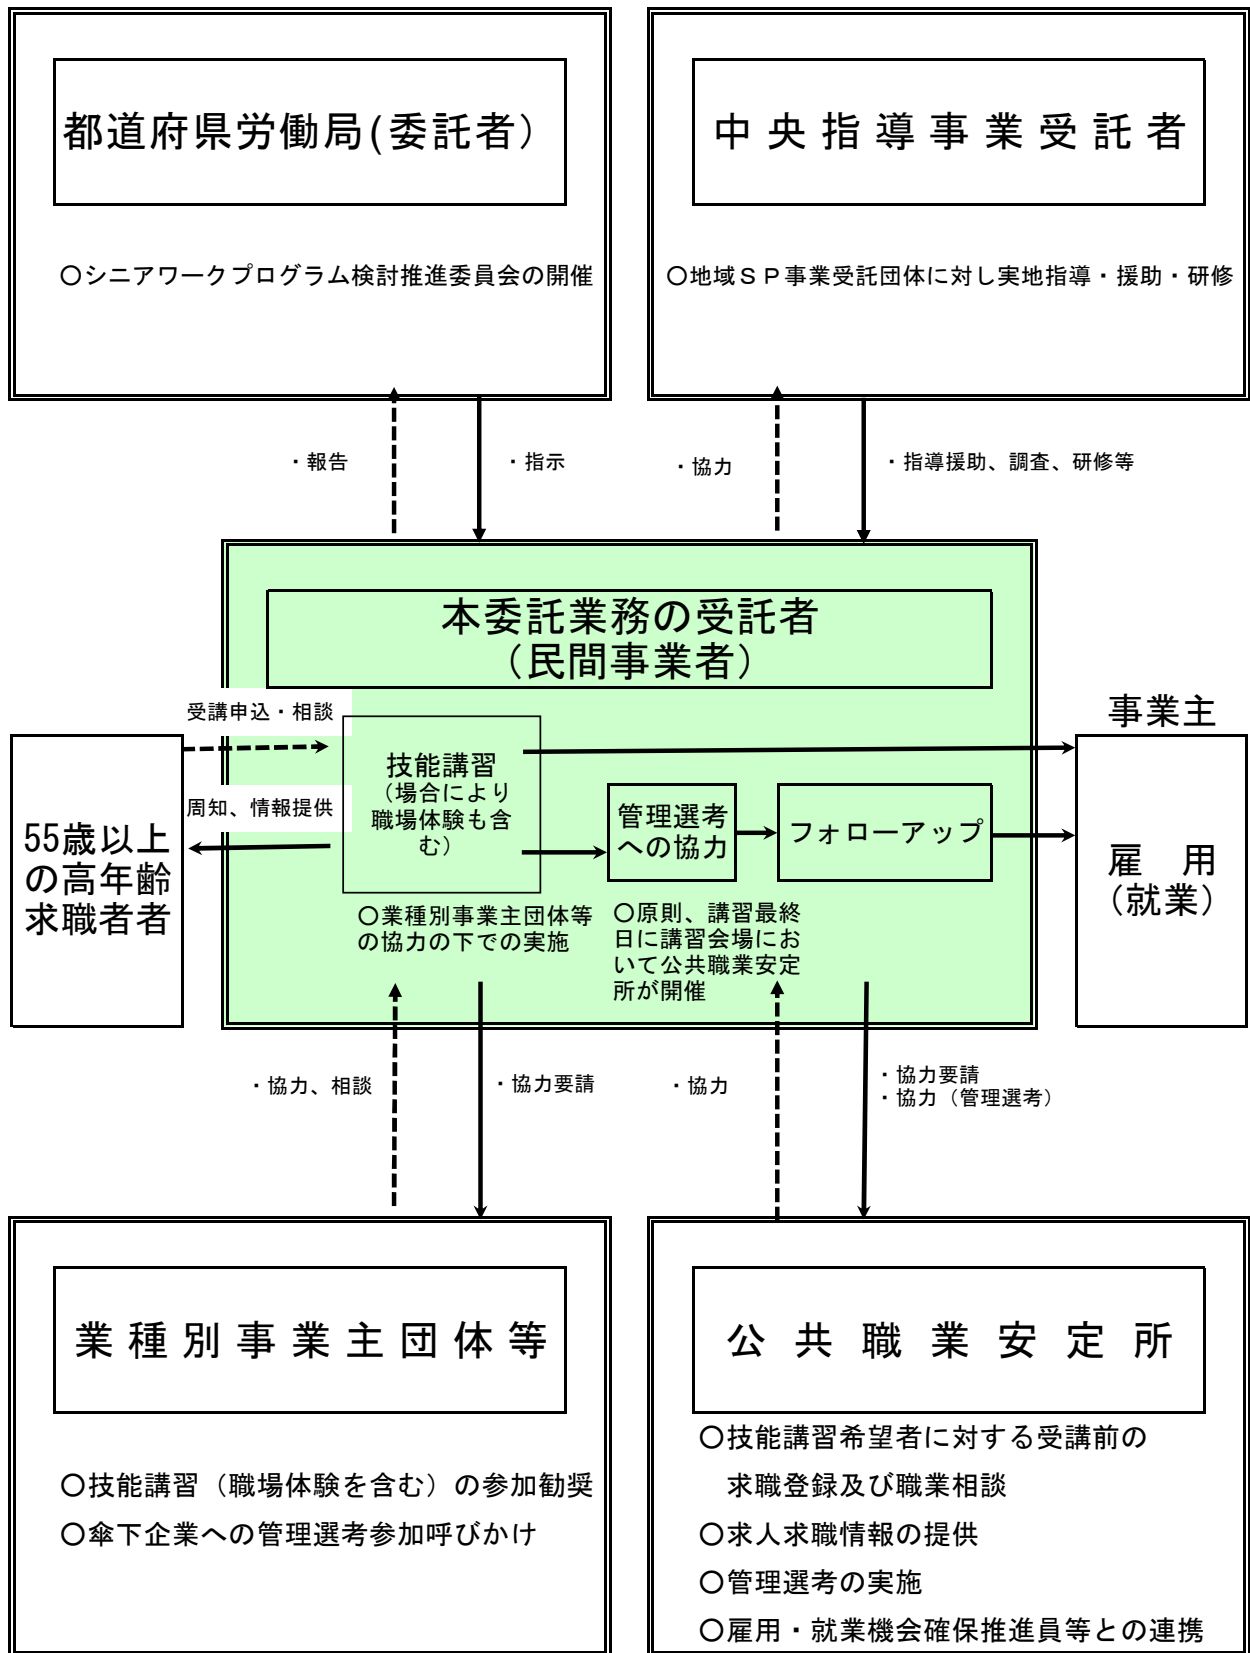 都道府県労働局(委託者)
〇シニアワークプログラム検討推進委員会の開催
中央指導事業受託者
〇地域ＳＰ事業受託団体に対し実地指導・援助・研修
・報告
・指示
・協力
・指導援助、調査、研修等
本委託業務の受託者
（民間事業者）
受講申込・相談
周知、情報提供
55歳以上
の高年齢
求職者者
技能講習
（場合により
職場体験も含
む）
〇業種別事業主団体等
の協力の下での実施
管理選考
への協力
〇原則、講習最終
日に講習会場にお
いて公共職業安定
所が開催
フォローアップ
事業主
雇　用
（就業）
・協力、相談
・協力要請
・協力
・協力要請
・協力（管理選考）
業種別事業主団体等
〇技能講習（職場体験を含む）の参加勧奨
〇傘下企業への管理選考参加呼びかけ
公共職業安定所
〇技能講習希望者に対する受講前の
求職登録及び職業相談
〇求人求職情報の提供
〇管理選考の実施
〇雇用・就業機会確保推進員等との連携